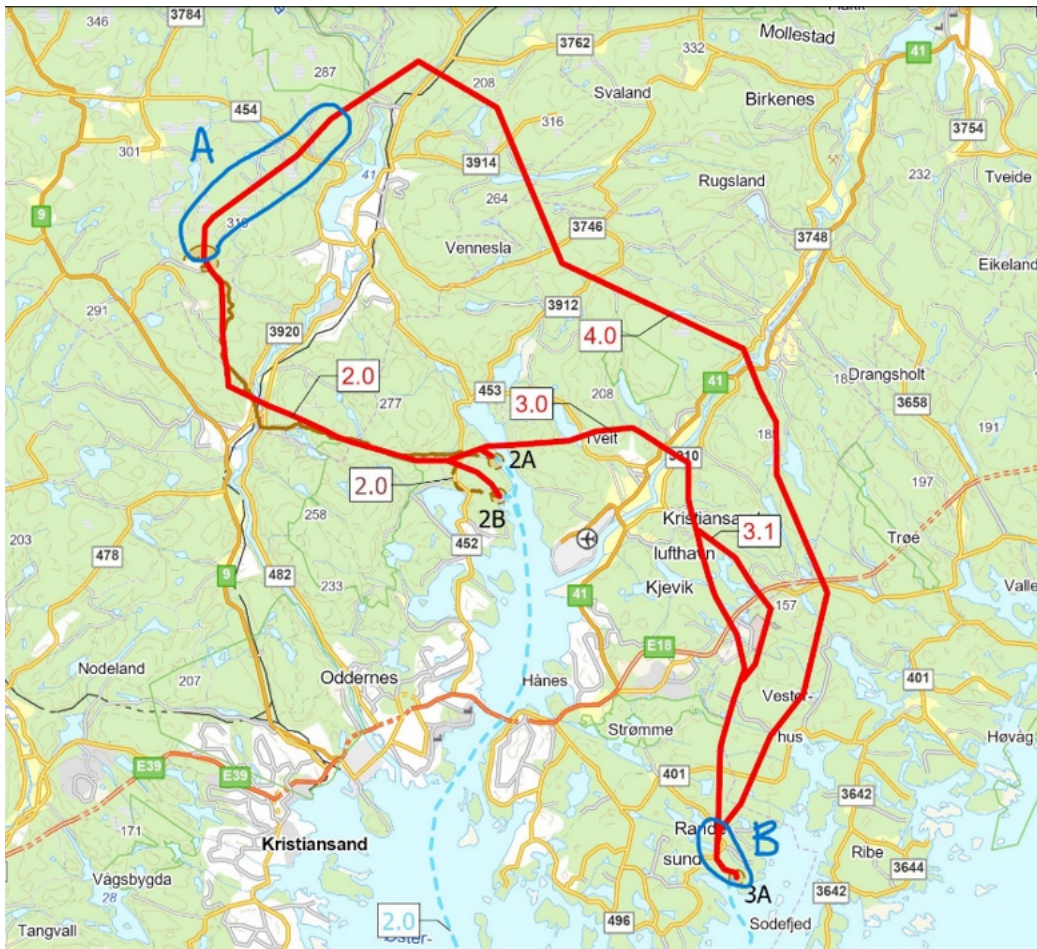 346
3784
3762
332
Mollestad
41
287
208
Svaland
454
Birkenes
A
301
316
3754
3914
41
232
Tveide
Rugsland
264
9
3746
3748
Vennesla
Eikeland
291
3912
3920
4.0
Drangsholt
2.0
453
208
41
3658
277
3.0
191
Tveit
2A
197
2.0
2B
258
Kristiansand
3.1
Trøe
203
452
lufthavn
478
9
482
233
Kjevik
157
Valle
41
E18
Nodeland
207
Oddernes
Hånes
Vester-
401
Strømme
hus
Høvåg
E39
E39
401
3642
171
Kristiansand
Rande
B
Ribe
sund
3644
Vågsbygda
28
3A
3642
2.0
496
Sodefjed
Tangvall
Øster-